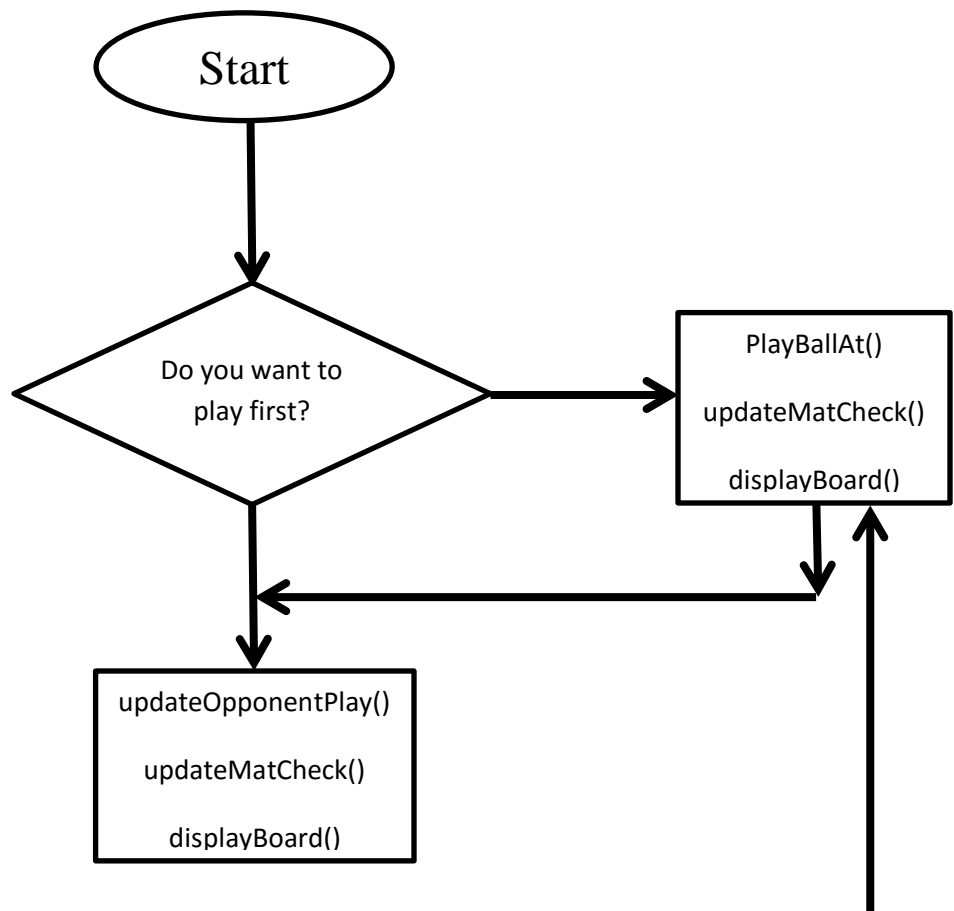 Start
Do you want to
play first?
PlayBallAt()
updateMatCheck()
displayBoard()
updateOpponentPlay()
updateMatCheck()
displayBoard()